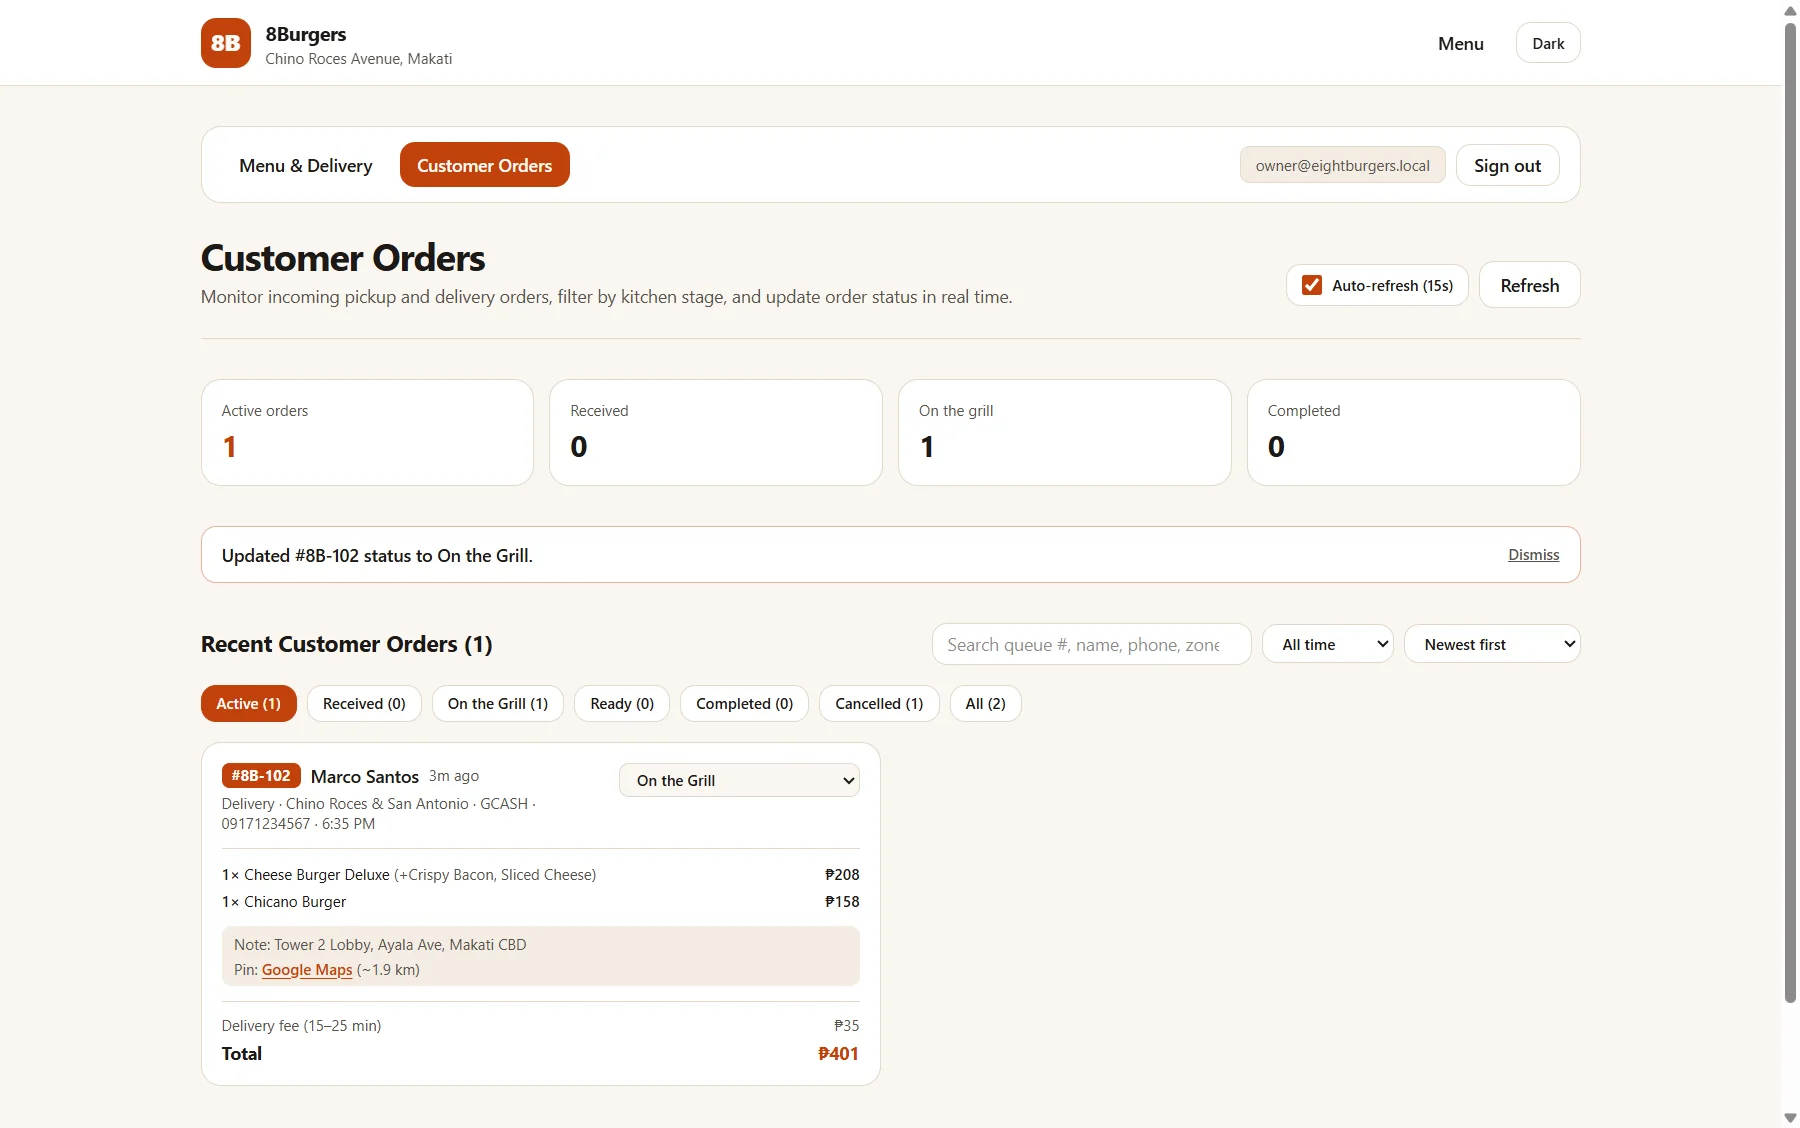 8B
8Burgers
Chino Roces Avenue, Makati
Menu
Dark
Menu & Delivery
Customer Orders
owner@eightburgers.local
Sign out
Customer Orders
Monitor incoming pickup and delivery orders, filter by kitchen stage, and update order status in real time.
Auto-refresh (15s)
Refresh
Active orders
1
Received
0
On the grill
1
Completed
0
Updated #8B-102 status to On the Grill.
Dismiss
Recent Customer Orders (1)
Search queue #, name, phone, zone
All time
Newest first
Active (1)
Received (0)
On the Grill (1)
Ready (0)
Completed (0)
Cancelled (1)
All (2)
#8B-102 Marco Santos 3m ago
On the Grill
Delivery · Chino Roces & San Antonio · GCASH ·
09171234567 · 6:35 PM
1× Cheese Burger Deluxe (+Crispy Bacon, Sliced Cheese) ₱208
1× Chicano Burger ₱158
Note: Tower 2 Lobby, Ayala Ave, Makati CBD
Pin: Google Maps (~1.9 km)
Delivery fee (15–25 min) ₱35
Total ₱401